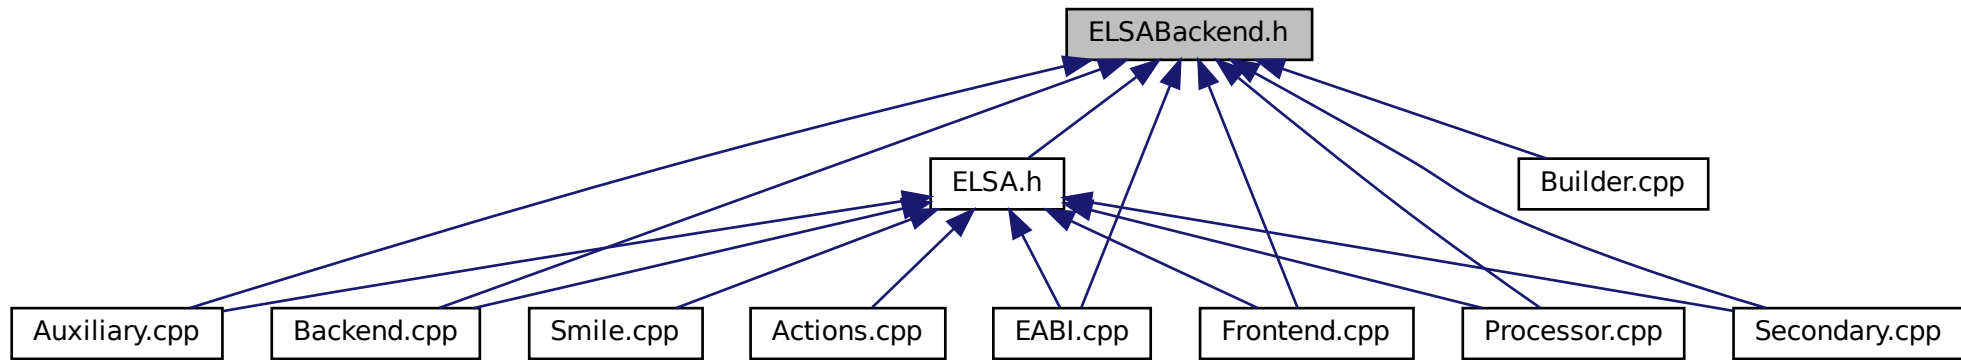 ELSABackend.h
ELSA.h
Builder.cpp
Auxiliary.cpp
Backend.cpp
Smile.cpp
Actions.cpp
EABI.cpp
Frontend.cpp
Processor.cpp
Secondary.cpp